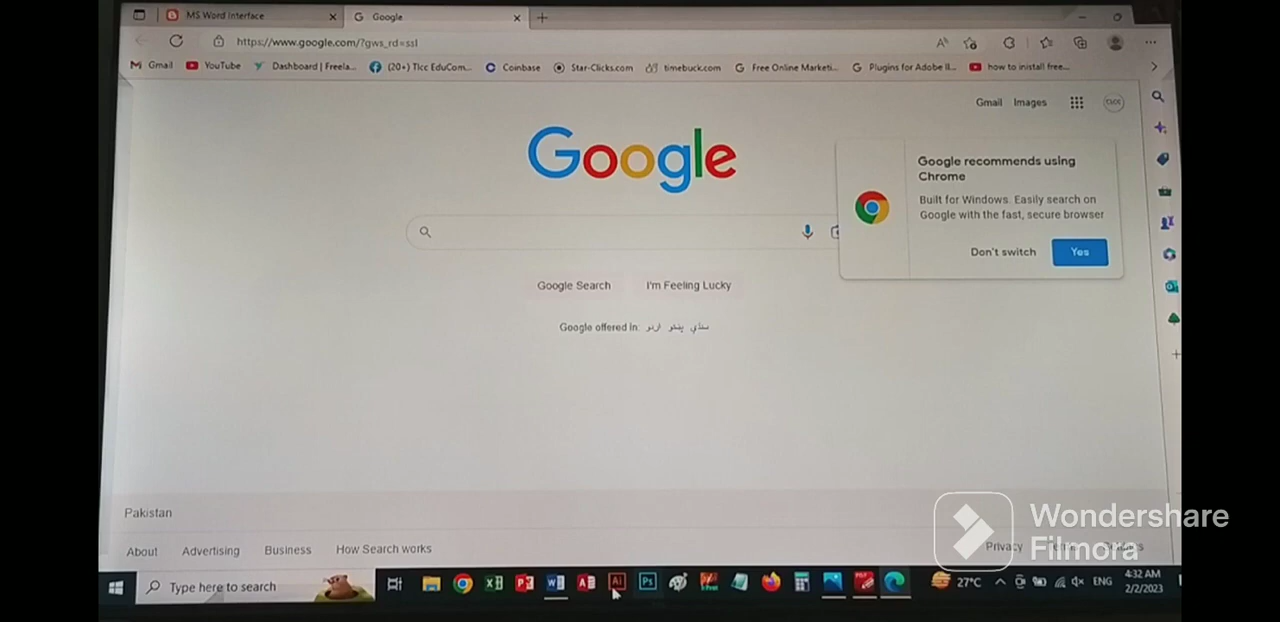 MS Word Interface
Google
https://www.google.com/?gws_rd=ssl
Gmail
YouTube
Dashboard | Freela...
(20+) Tlcc EduCom...
Coinbase
Star-Clicks.com
timebuck.com
Free Online Marketi...
Plugins for Adobe Il...
how to inistall free...
Gmail Images
Google
Google recommends using
Chrome
Built for Windows. Easily search on
Google with the fast, secure browser
Don't switch
Yes
Google Search
I'm Feeling Lucky
Google offered in: اردو پښتو سنڌي
Pakistan
About
Advertising
Business
How Search works
Privacy
Wondershare
Filmora
Type here to search
Ai
Ps
27°C
ENG
4:32 AM
2/2/2023